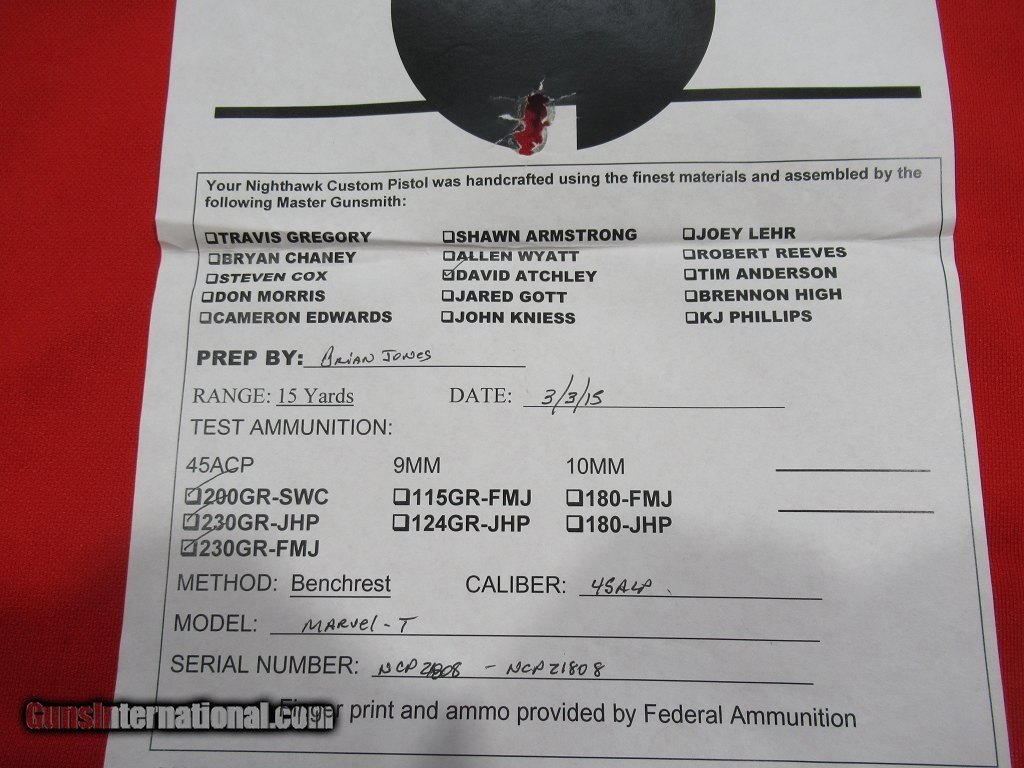 Your Nighthawk Custom Pistol was handcrafted using the finest materials and assembled by the
following Master Gunsmith:
TRAVIS GREGORY SHAWN ARMSTRONG JOEY LEHR
BRYAN CHANEY ALLEN WYATT ROBERT REEVES
STEVEN COX DAVID ATCHLEY TIM ANDERSON
DON MORRIS JARED GOTT BRENNON HIGH
CAMERON EDWARDS JOHN KNIESS KJ PHILLIPS
PREP BY: BRIAN JONES
RANGE: 15 Yards DATE: 3/3/15
TEST AMMUNITION:
45ACP 9MM 10MM
200GR-SWC 115GR-FMJ 180-FMJ
230GR-JHP 124GR-JHP 180-JHP
230GR-FMJ
METHOD: Benchrest CALIBER: 45ACP
MODEL: MARVEL - T
SERIAL NUMBER: NCP21808 - NCP21808
Finger print and ammo provided by Federal Ammunition
GunsInternational.com